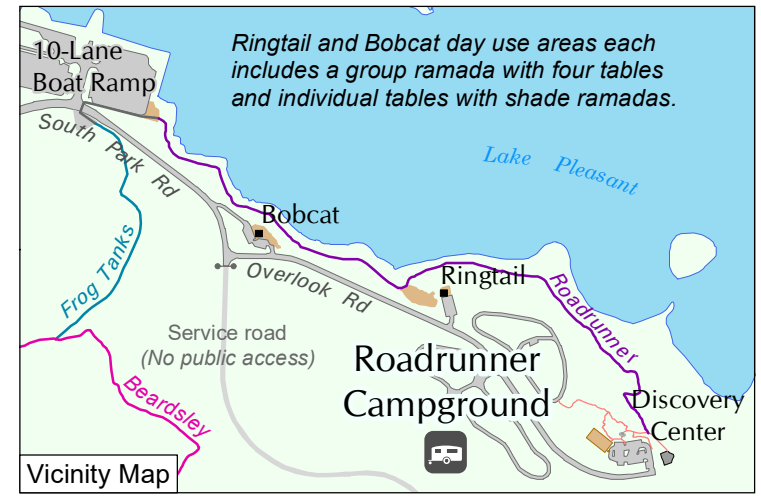 10-Lane
Boat Ramp
Ringtail and Bobcat day use areas each
includes a group ramada with four tables
and individual tables with shade ramadas.
South Park Rd
Lake Pleasant
Bobcat
Frog Tanks
Overlook Rd
Ringtail
Roadrunner
Service road
(No public access)
Roadrunner
Campground
Beardsley
Discovery
Center
Vicinity Map